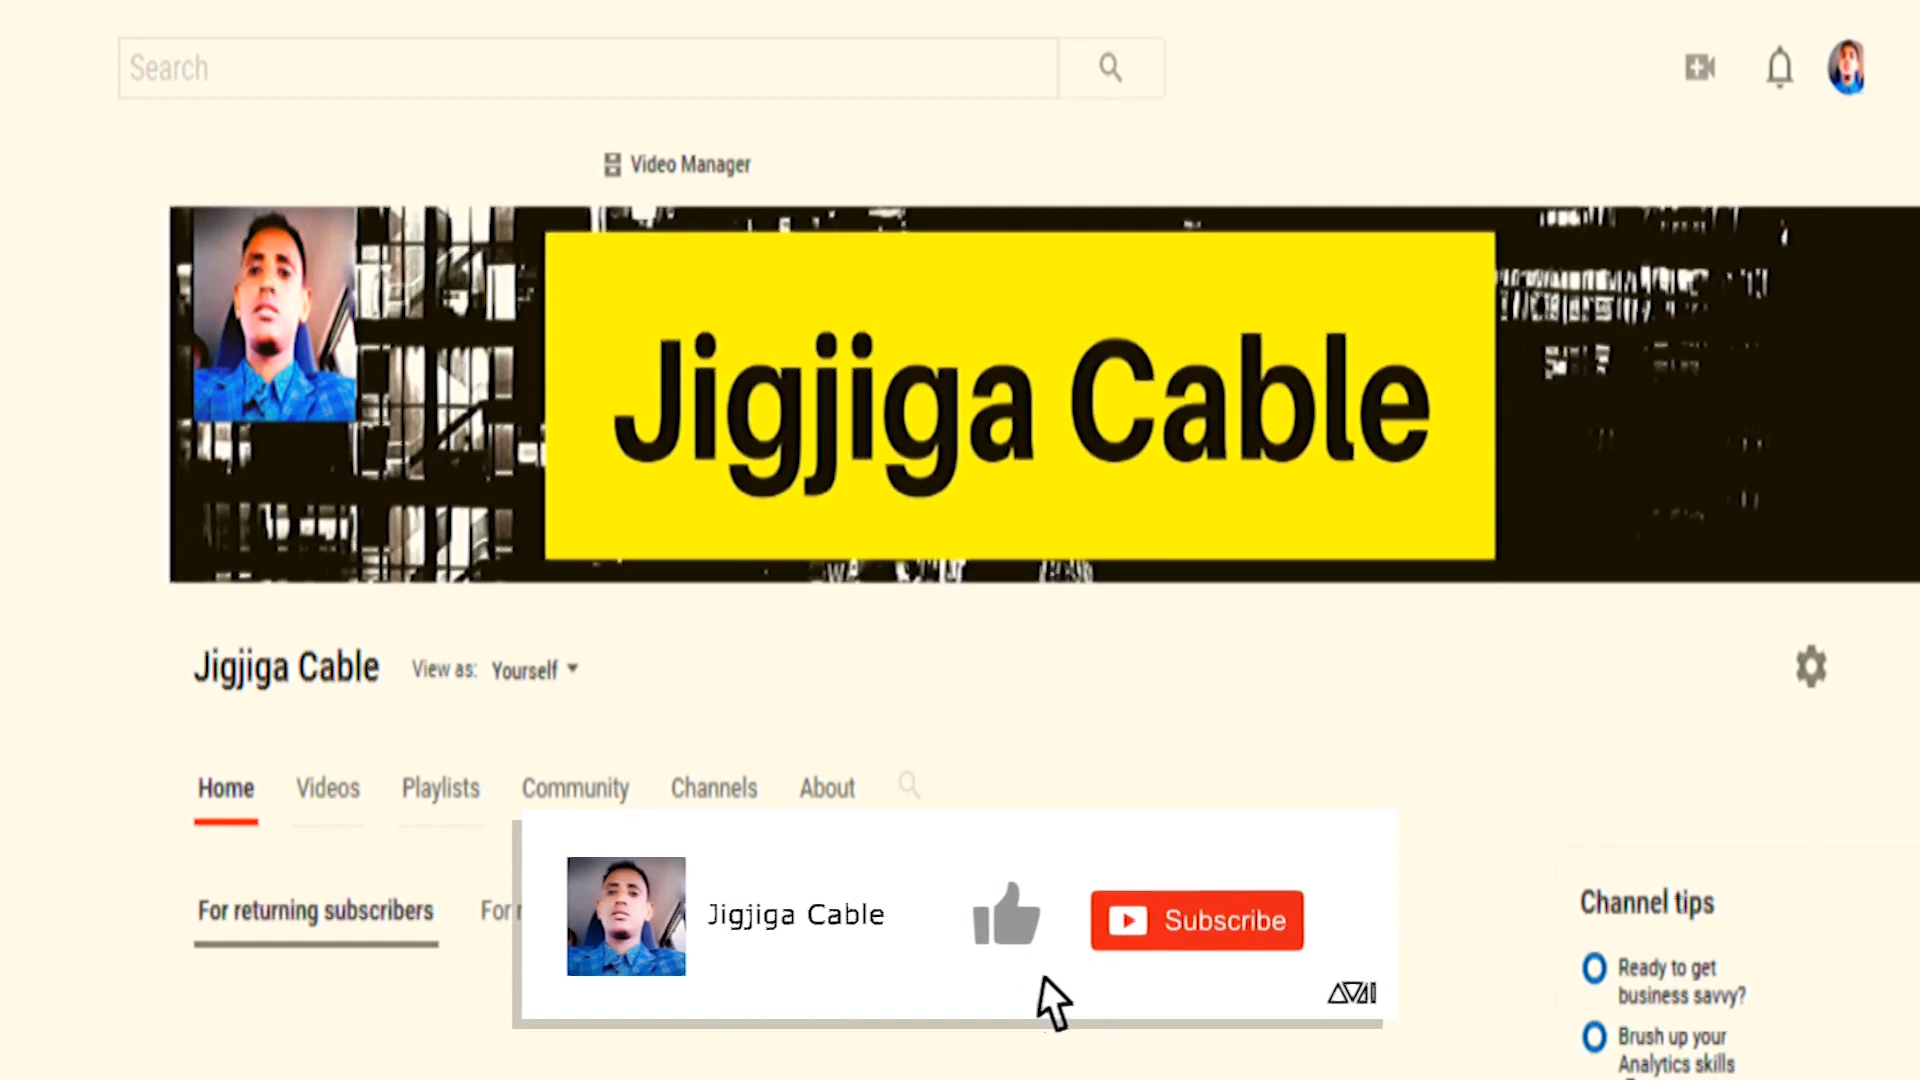 Search
Video Manager
Jigjiga Cable
Jigjiga Cable View as: Yourself
Home Videos Playlists Community Channels About
For returning subscribers For
Jigjiga Cable
Subscribe
Channel tips
Ready to get
business savvy?
Brush up your
Analytics skills